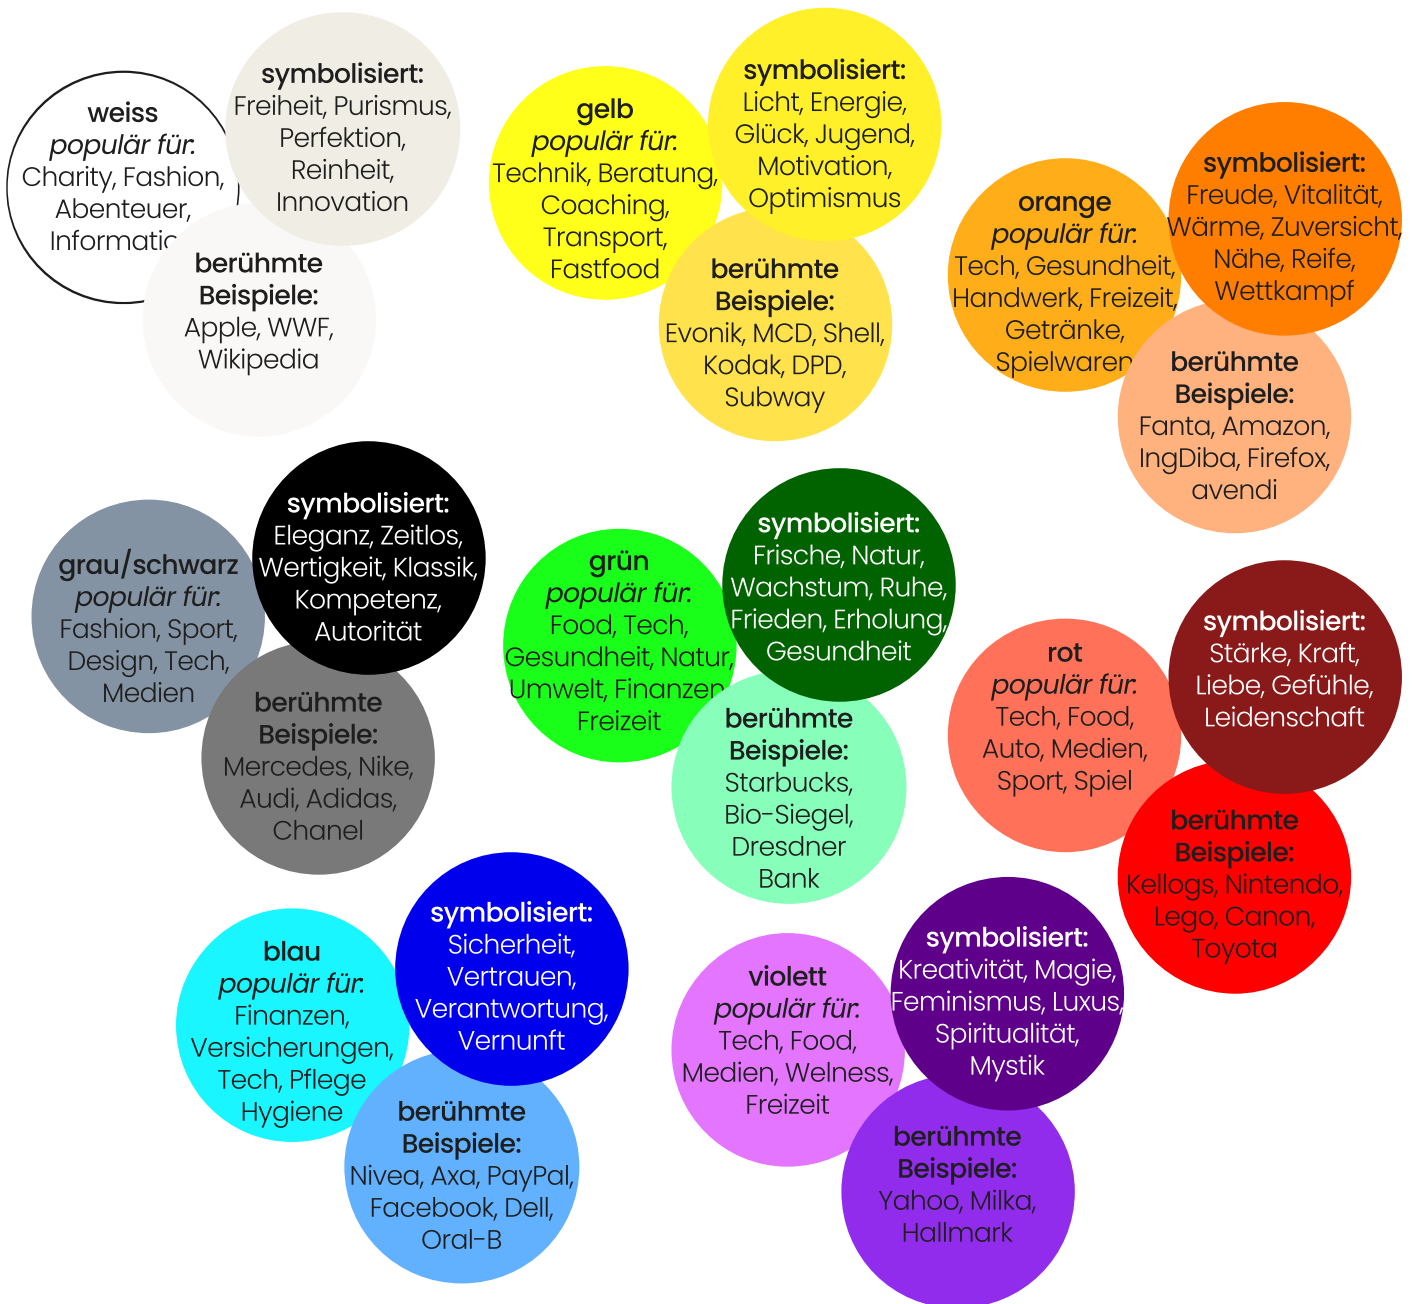 weiss
populär für:
Charity, Fashion,
Abenteuer,
symbolisiert:
Freiheit, Purismus,
Perfektion,
Reinheit,
Innovation
berühmte
Beispiele:
Apple, WWF,
Wikipedia
gelb
populär für:
Technik, Beratung,
Coaching,
Transport,
Fastfood
symbolisiert:
Licht, Energie,
Glück, Jugend,
Motivation,
Optimismus
berühmte
Beispiele:
Evonik, MCD, Shell,
Kodak, DPD,
Subway
orange
populär für:
Tech, Gesundheit,
Handwerk, Freizeit,
Getränke,
Spielwaren
symbolisiert:
Freude, Vitalität,
Wärme, Zuversicht,
Nähe, Reife,
Wettkampf
berühmte
Beispiele:
Fanta, Amazon,
IngDiba, Firefox,
avendi
grau/schwarz
populär für:
Fashion, Sport,
Design, Tech,
Medien
symbolisiert:
Eleganz, Zeitlos,
Wertigkeit, Klassik,
Kompetenz,
Autorität
berühmte
Beispiele:
Mercedes, Nike,
Audi, Adidas,
Chanel
grün
populär für:
Food, Tech,
Gesundheit, Natur,
Umwelt, Finanzen
Freizeit
symbolisiert:
Frische, Natur,
Wachstum, Ruhe,
Frieden, Erholung,
Gesundheit
berühmte
Beispiele:
Starbucks,
Bio-Siegel,
Dresdner
Bank
rot
populär für:
Tech, Food,
Auto, Medien,
Sport, Spiel
symbolisiert:
Stärke, Kraft,
Liebe, Gefühle,
Leidenschaft
berühmte
Beispiele:
Kellogs, Nintendo,
Lego, Canon,
Toyota
blau
populär für:
Finanzen,
Versicherungen,
Tech, Pflege
Hygiene
symbolisiert:
Sicherheit,
Vertrauen,
Verantwortung,
Vernunft
berühmte
Beispiele:
Nivea, Axa, PayPal,
Facebook, Dell,
Oral-B
violett
populär für:
Tech, Food,
Medien, Welness,
Freizeit
symbolisiert:
Kreativität, Magie,
Feminismus, Luxus,
Spiritualität,
Mystik
berühmte
Beispiele:
Yahoo, Milka,
Hallmark